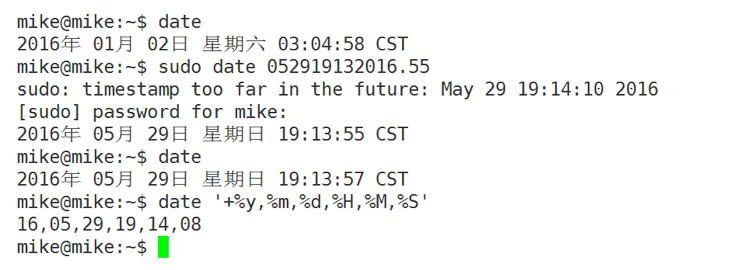 mike@mike:~$ date
2016年 01月 02日 星期六 03:04:58 CST
mike@mike:~$ sudo date 052919132016.55
sudo: timestamp too far in the future: May 29 19:14:10 2016
[sudo] password for mike:
2016年 05月 29日 星期日 19:13:55 CST
mike@mike:~$ date
2016年 05月 29日 星期日 19:13:57 CST
mike@mike:~$ date '+%y,%m,%d,%H,%M,%S'
16,05,29,19,14,08
mike@mike:~$